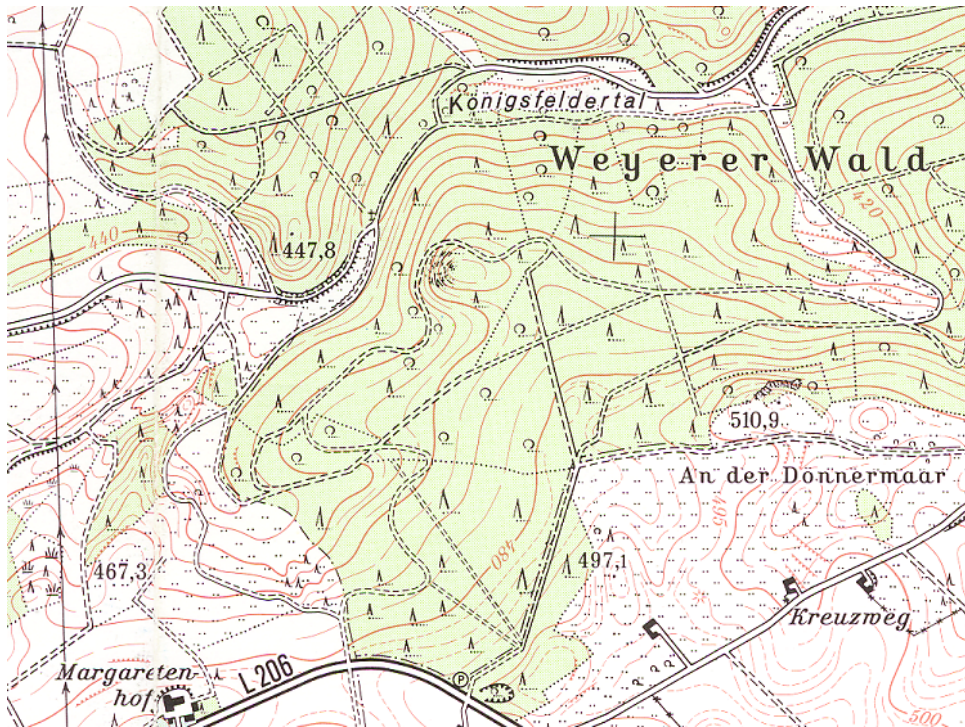 Königsfeldertal
Weyerer Wald
420
440
447,8
510,9
An der Donnermaar
495
480
497,1
467,3
Kreuzweg
Margareten-
hof
L 206
P
500